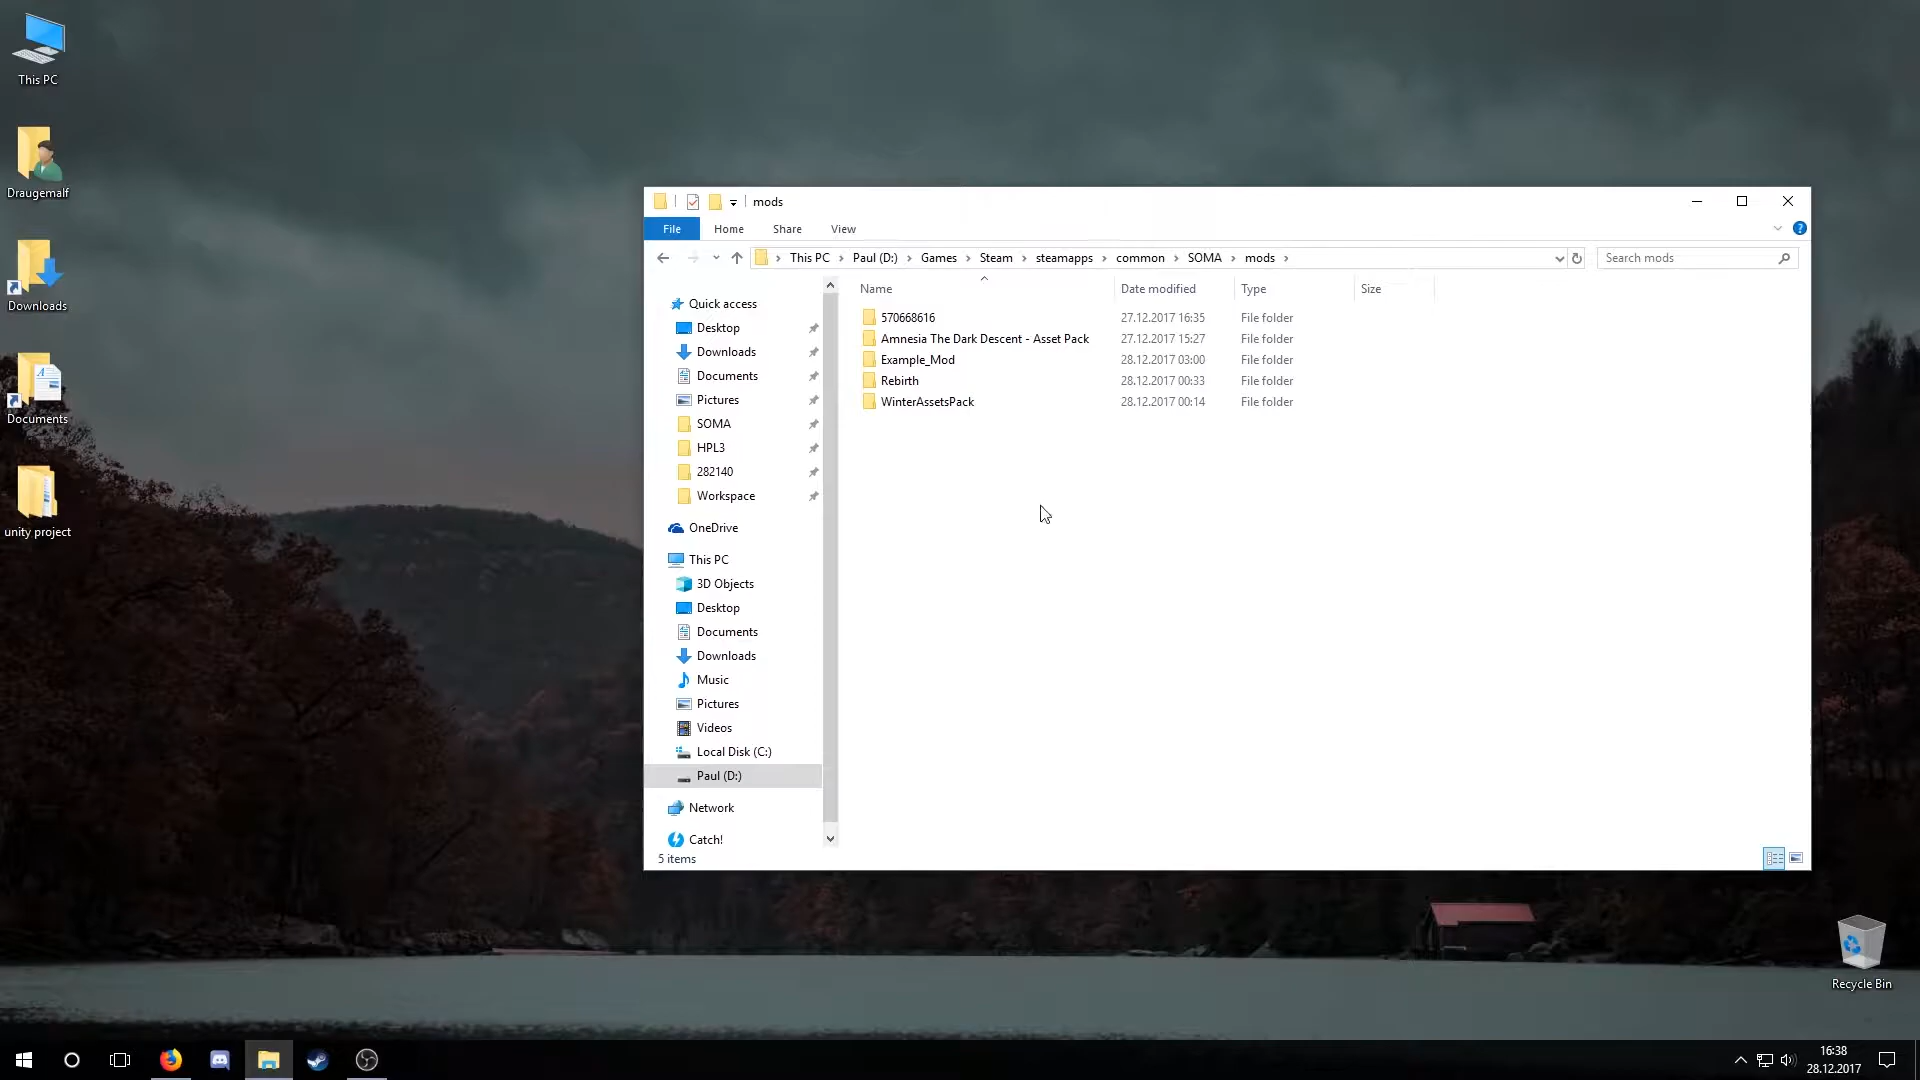 This PC
Draugemalf
Downloads
Documents
unity project
mods
File Home Share View
This PC Paul (D:) Games Steam steamapps common SOMA mods
Search mods
Quick access
Desktop
Downloads
Documents
Pictures
SOMA
HPL3
282140
Workspace
OneDrive
This PC
3D Objects
Desktop
Documents
Downloads
Music
Pictures
Videos
Local Disk (C:)
Paul (D:)
Network
Catch!
Name Date modified Type Size
570668616 27.12.2017 16:35 File folder
Amnesia The Dark Descent - Asset Pack 27.12.2017 15:27 File folder
Example_Mod 28.12.2017 03:00 File folder
Rebirth 28.12.2017 00:33 File folder
WinterAssetsPack 28.12.2017 00:14 File folder
5 items
Recycle Bin
16:38
28.12.2017